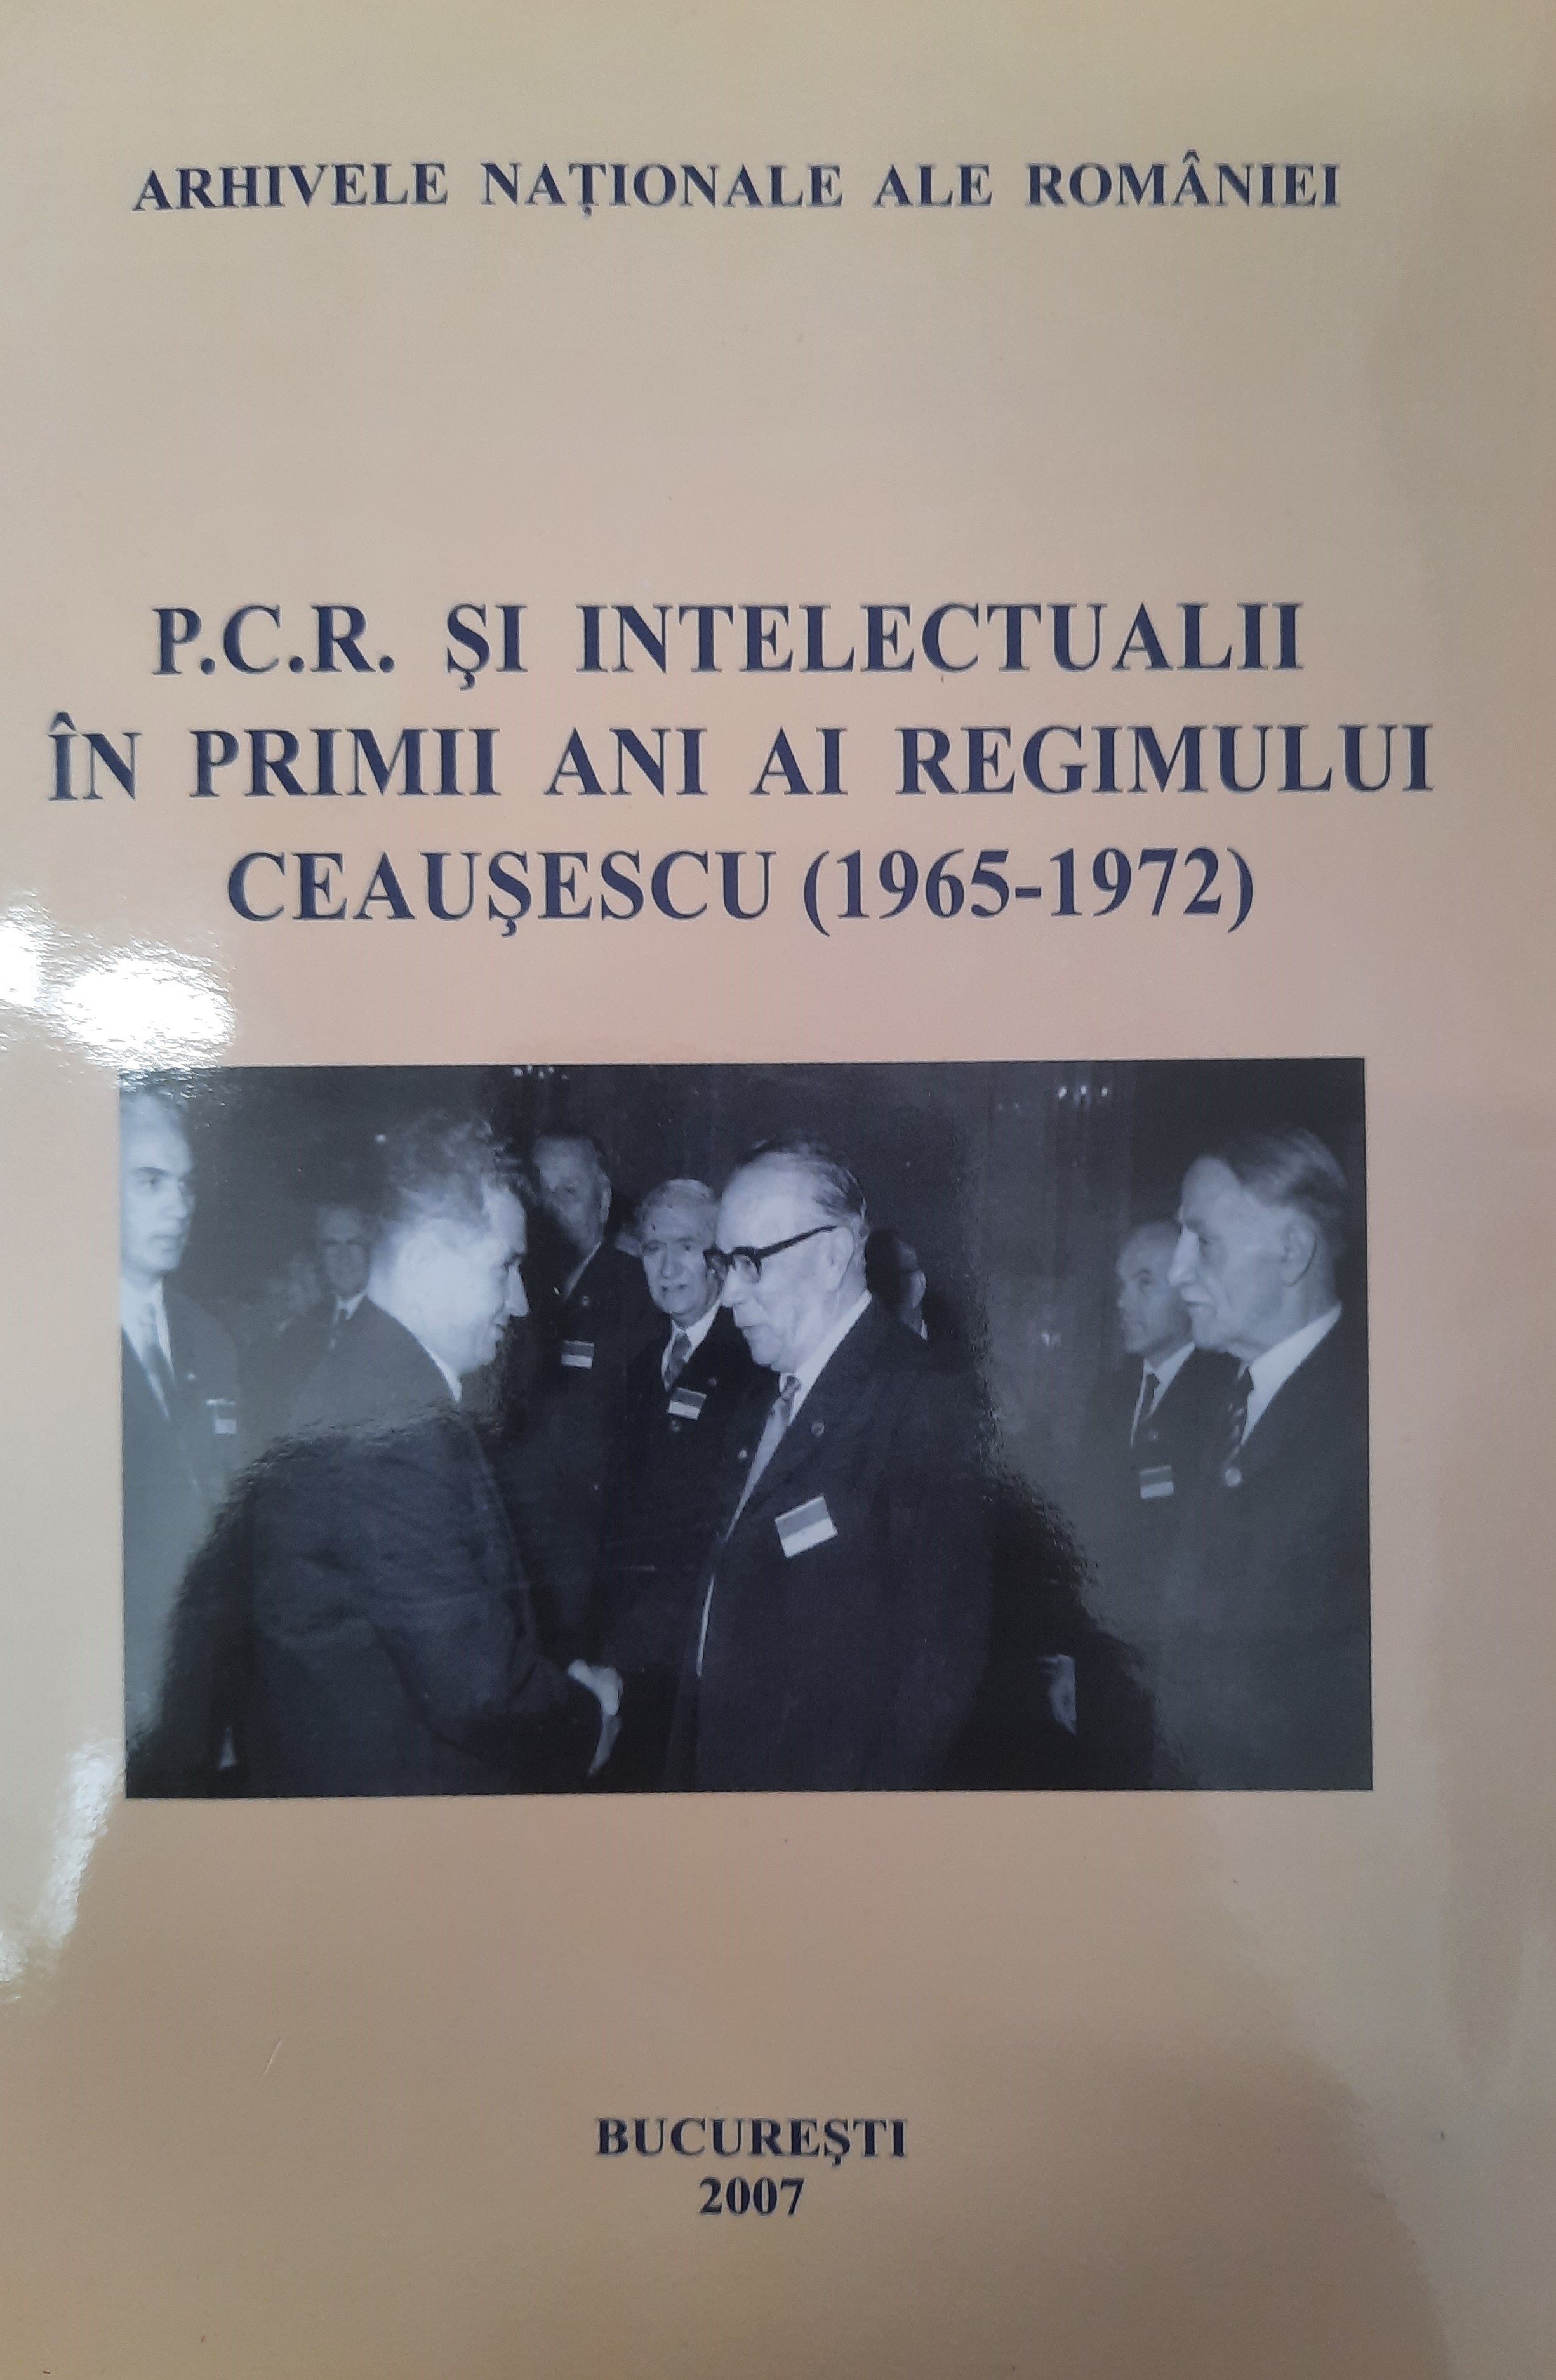 ARHIVELE NAȚIONALE ALE ROMÂNIEI
P.C.R. ŞI INTELECTUALII
ÎN PRIMII ANI AI REGIMULUI
CEAUŞESCU (1965-1972)
BUCUREŞTI
2007